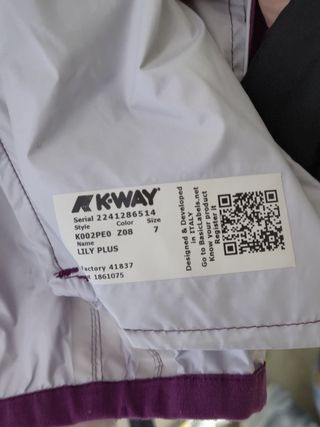 K-WAY®
Serial 2241286514
Style Color Size
K002PE0 Z08 7
Name
LILY PLUS
Factory 41837
1861075
Designed & Developed
in ITALY
Go to BasicLabels.net
Know your product
Register it